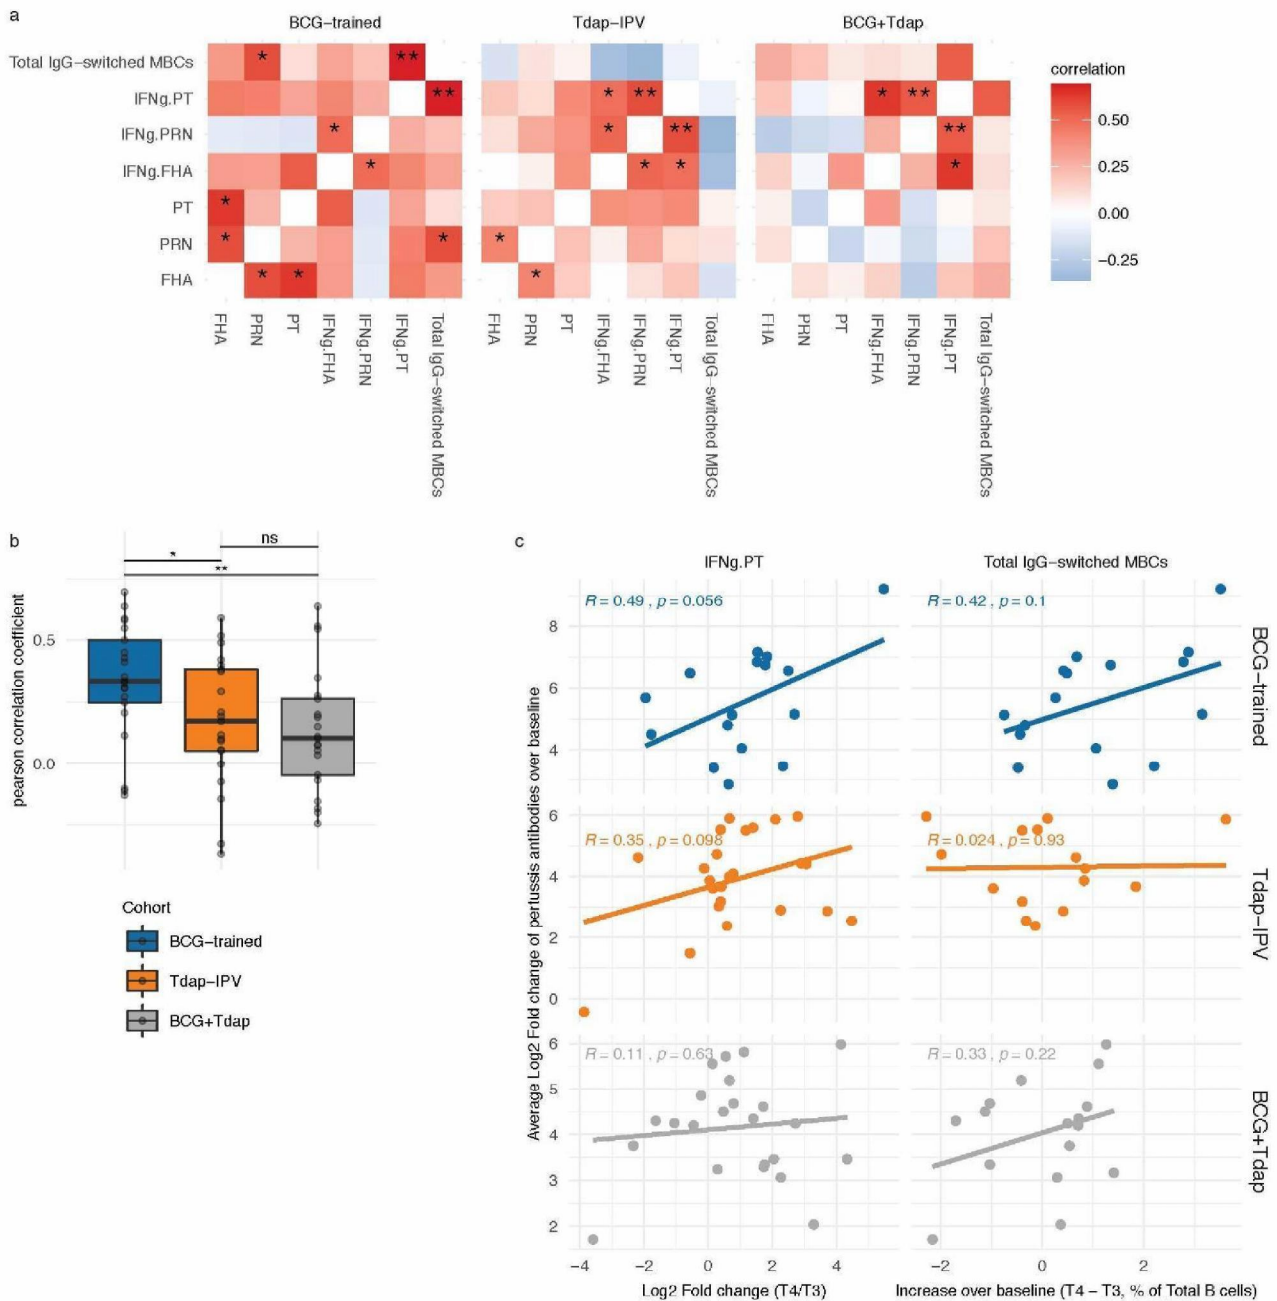 a
BCG-trained
Tdap-IPV
BCG+Tdap
Total IgG-switched MBCs
* **
IFNg.PT
** * ** * **
IFNg.PRN
* * ** **
IFNg.FHA
* * * *
PT
*
PRN
* * *
FHA
* * *
FHA
PRN
PT
IFNg.FHA
IFNg.PRN
IFNg.PT
Total IgG-switched MBCs
FHA
PRN
PT
IFNg.FHA
IFNg.PRN
IFNg.PT
Total IgG-switched MBCs
FHA
PRN
PT
IFNg.FHA
IFNg.PRN
IFNg.PT
Total IgG-switched MBCs
correlation
0.50
0.25
0.00
-0.25
b
ns
*
**
pearson correlation coefficient
0.5
0.0
Cohort
BCG-trained
Tdap-IPV
BCG+Tdap
c
IFNg.PT
Total IgG-switched MBCs
Average Log2 Fold change of pertussis antibodies over baseline
R = 0.49 , p = 0.056
R = 0.42 , p = 0.1
8
6
4
BCG-trained
R = 0.35 , p = 0.098
R = 0.024 , p = 0.93
6
4
2
0
Tdap-IPV
R = 0.11 , p = 0.63
R = 0.33 , p = 0.22
6
5
4
3
2
BCG+Tdap
-4 -2 0 2 4
-2 0 2
Log2 Fold change (T4/T3)
Increase over baseline (T4 - T3, % of Total B cells)